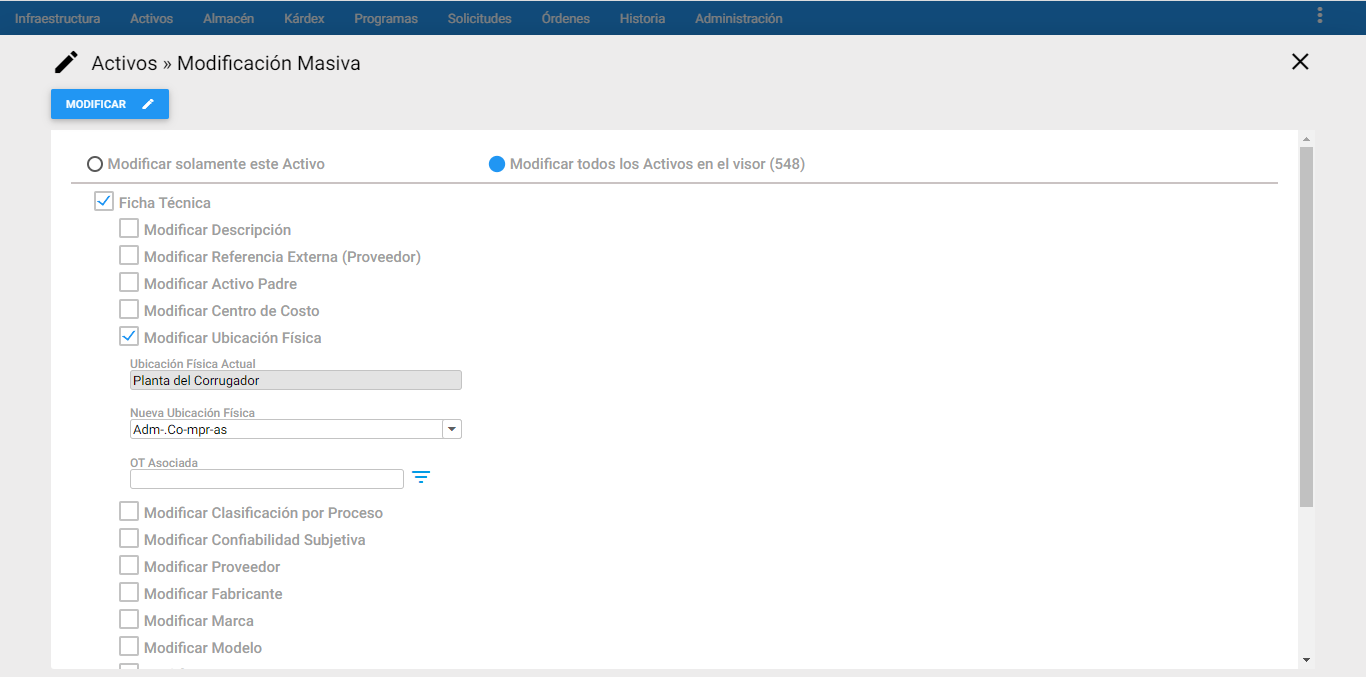 Infraestructura Activos Almacén Kárdex Programas Solicitudes Órdenes Historia Administración
Activos » Modificación Masiva
MODIFICAR
Modificar solamente este Activo Modificar todos los Activos en el visor (548)
Ficha Técnica
Modificar Descripción
Modificar Referencia Externa (Proveedor)
Modificar Activo Padre
Modificar Centro de Costo
Modificar Ubicación Física
Ubicación Física Actual
Planta del Corrugador
Nueva Ubicación Física
Adm-.Co-mpr-as
OT Asociada
Modificar Clasificación por Proceso
Modificar Confiabilidad Subjetiva
Modificar Proveedor
Modificar Fabricante
Modificar Marca
Modificar Modelo